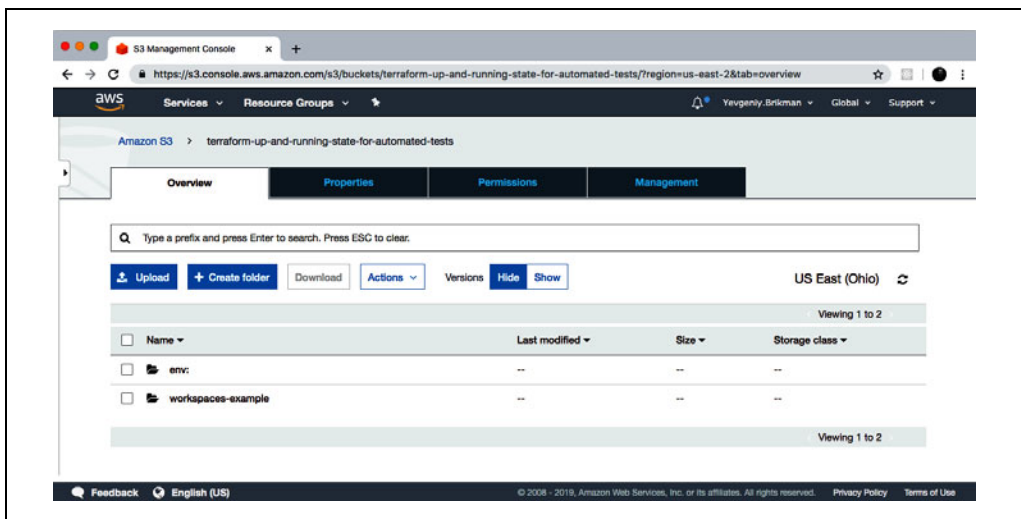 S3 Management Console × +
https://s3.console.aws.amazon.com/s3/buckets/terraform-up-and-running-state-for-automated-tests/?region=us-east-2&tab=overview
aws Services Resource Groups Yevgeniy.Brikman Global Support
Amazon S3 > terraform-up-and-running-state-for-automated-tests
Overview Properties Permissions Management
Type a prefix and press Enter to search. Press ESC to clear.
Upload + Create folder Download Actions Versions Hide Show US East (Ohio)
Viewing 1 to 2
Name Last modified Size Storage class
env: -- -- --
workspaces-example -- -- --
Viewing 1 to 2
Feedback English (US) © 2008 - 2019, Amazon Web Services, Inc. or its affiliates. All rights reserved. Privacy Policy Terms of Use